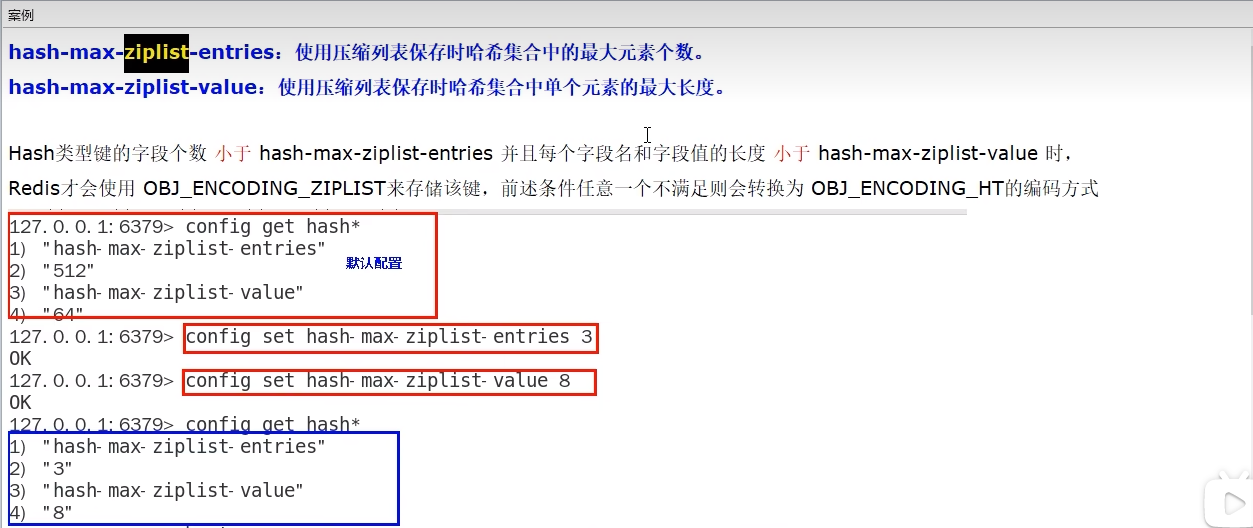 案例
hash-max-ziplist-entries：使用压缩列表保存时哈希集合中的最大元素个数。
hash-max-ziplist-value：使用压缩列表保存时哈希集合中单个元素的最大长度。
Hash类型键的字段个数 小于 hash-max-ziplist-entries 并且每个字段名和字段值的长度 小于 hash-max-ziplist-value 时，
Redis才会使用 OBJ_ENCODING_ZIPLIST来存储该键，前述条件任意一个不满足则会转换为 OBJ_ENCODING_HT的编码方式
127.0.0.1:6379> config get hash*
1) "hash-max-ziplist-entries"
2) "512"
默认配置
3) "hash-max-ziplist-value"
4) "64"
127.0.0.1:6379> config set hash-max-ziplist-entries 3
OK
127.0.0.1:6379> config set hash-max-ziplist-value 8
OK
127.0.0.1:6379> config get hash*
1) "hash-max-ziplist-entries"
2) "3"
3) "hash-max-ziplist-value"
4) "8"